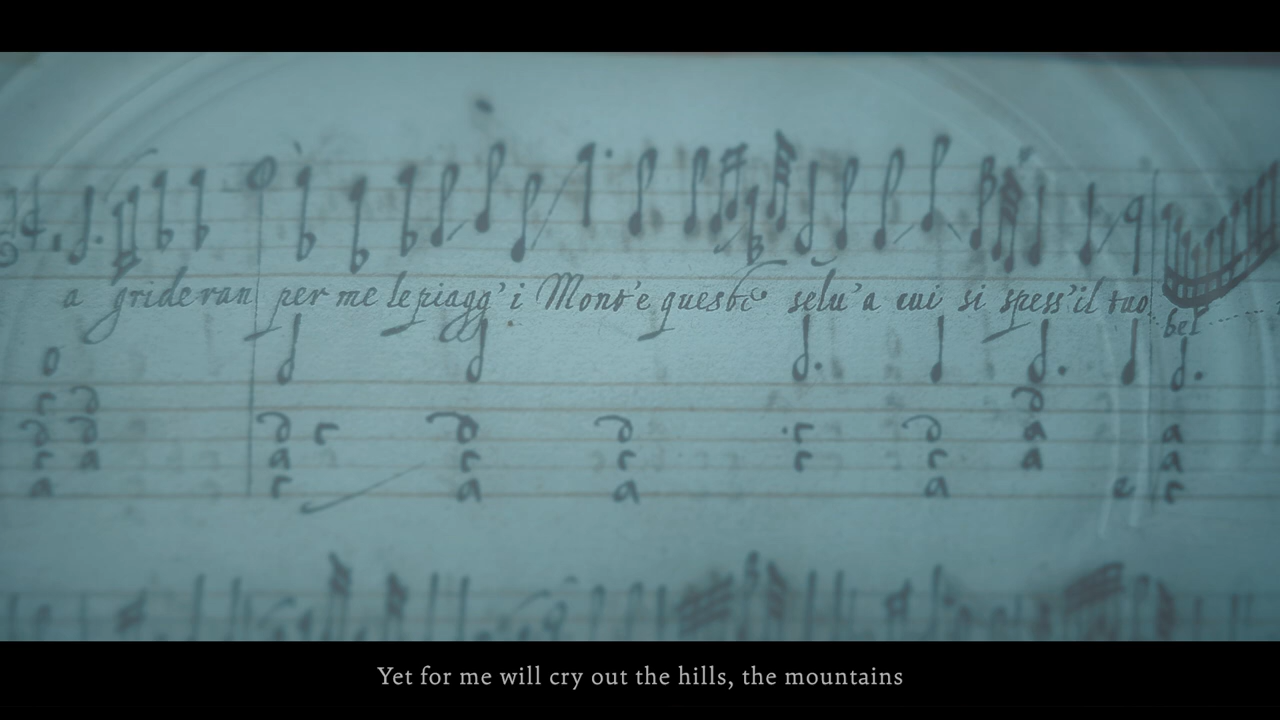 a grideran per me le piagg' i Mont'e queste selu'a cui si spess'il tuo
bel
Yet for me will cry out the hills, the mountains